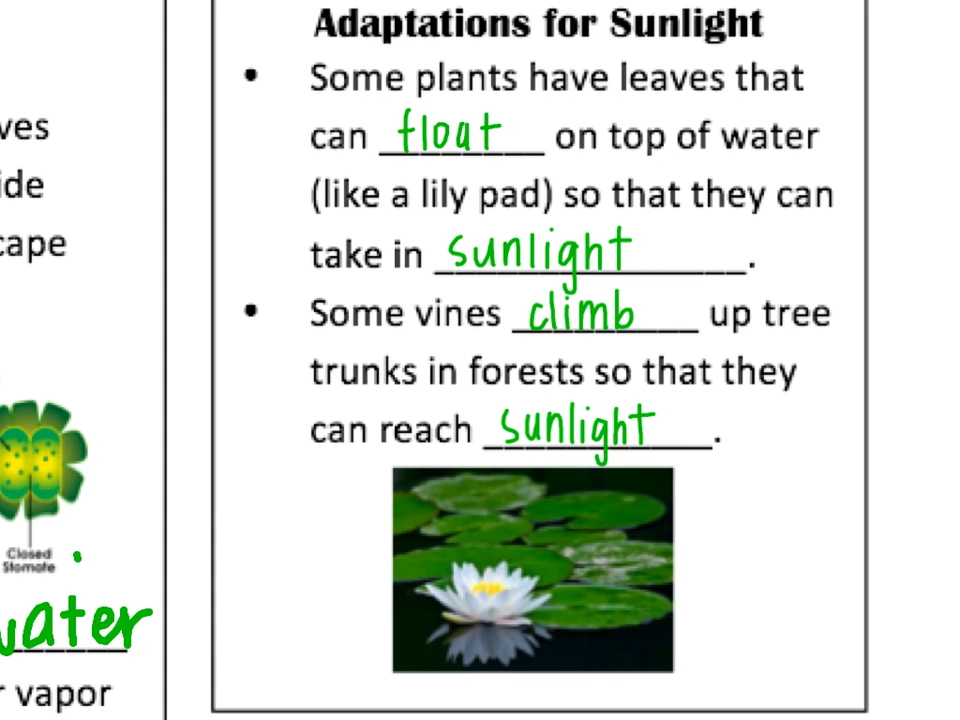 Adaptations for Sunlight
• Some plants have leaves that
can float on top of water
(like a lily pad) so that they can
take in sunlight.
• Some vines climb up tree
trunks in forests so that they
can reach sunlight.
ves
ide
cape
Closed
Stomate
water
r vapor